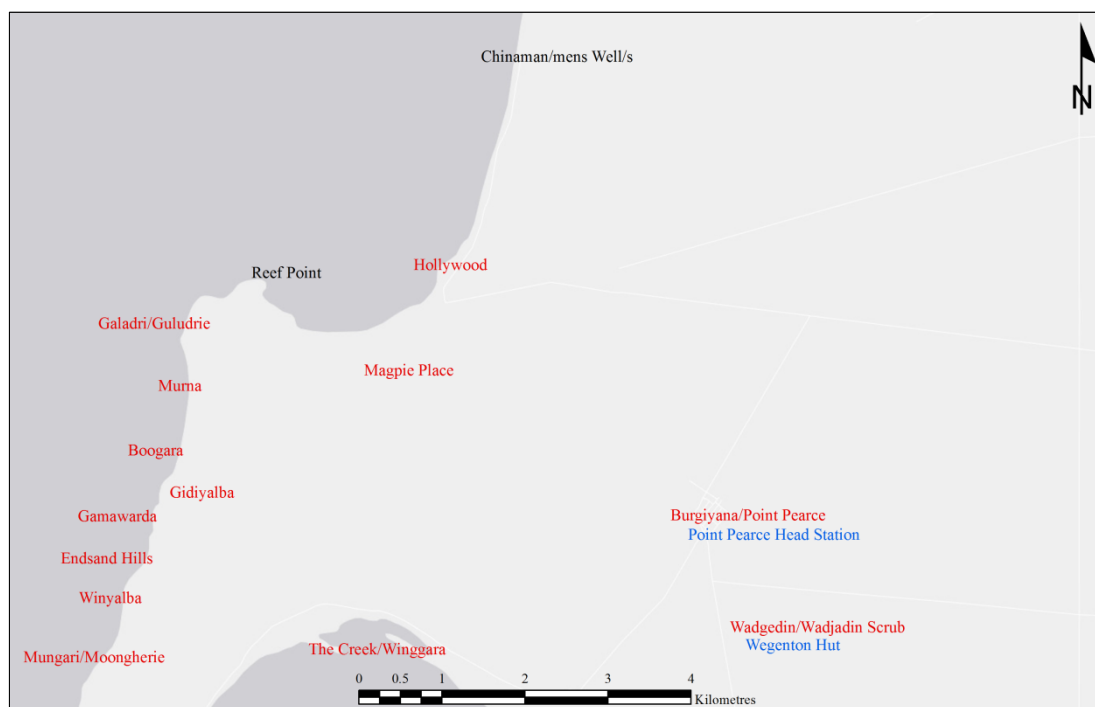 Chinaman/mens Well/s
N
Hollywood
Reef Point
Galadri/Guludrie
Magpie Place
Murna
Boogara
Gidiyalba
Gamawarda
Burgiyana/Point Pearce
Point Pearce Head Station
Endsand Hills
Winyalba
Wadgedin/Wadjadin Scrub
Wegenton Hut
The Creek/Winggara
Mungari/Moongherie
0 0.5 1 2 3 4
Kilometres